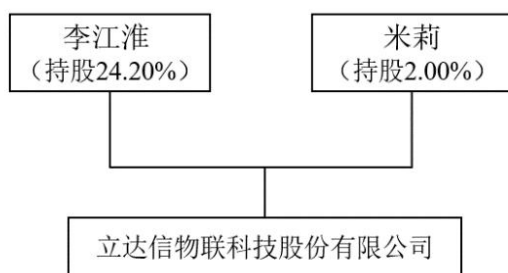 李江淮
（持股24.20%）
米莉
（持股2.00%）
立达信物联科技股份有限公司